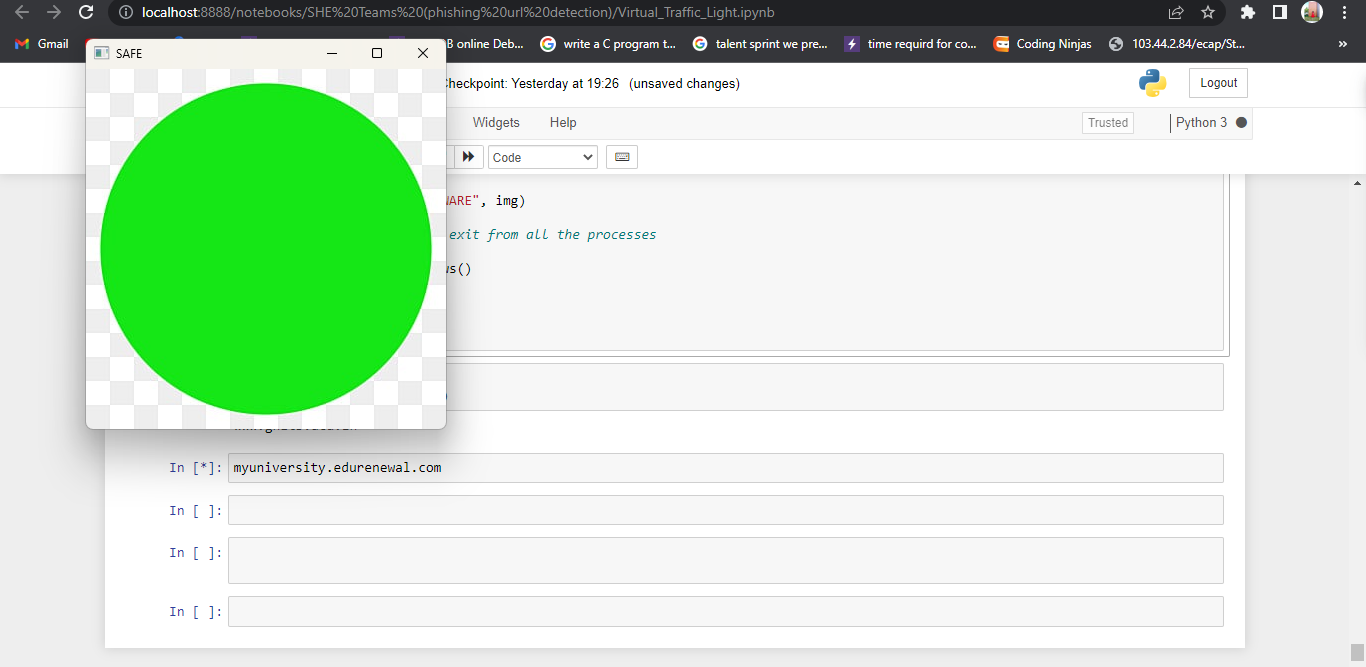 localhost:8888/notebooks/SHE%20Teams%20(phishing%20url%20detection)/Virtual_Traffic_Light.ipynb
Gmail
B online Deb...
write a C program t...
talent sprint we pre...
time requird for co...
Coding Ninjas
103.44.2.84/ecap/St...
»
SAFE
Checkpoint: Yesterday at 19:26 (unsaved changes)
Logout
Widgets
Help
Trusted
Python 3
Code
WARE", img)
exit from all the processes
ws()
In [*]: myuniversity.edurenewal.com
In [ ]:
In [ ]:
In [ ]: